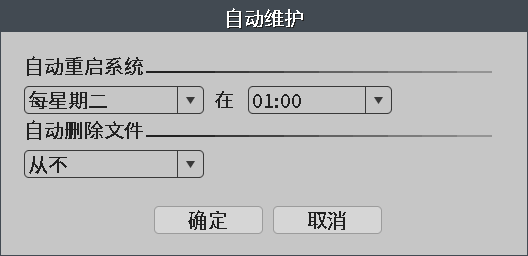 自动维护
自动重启系统
每星期二 在 01:00
自动删除文件
从不
确定 取消